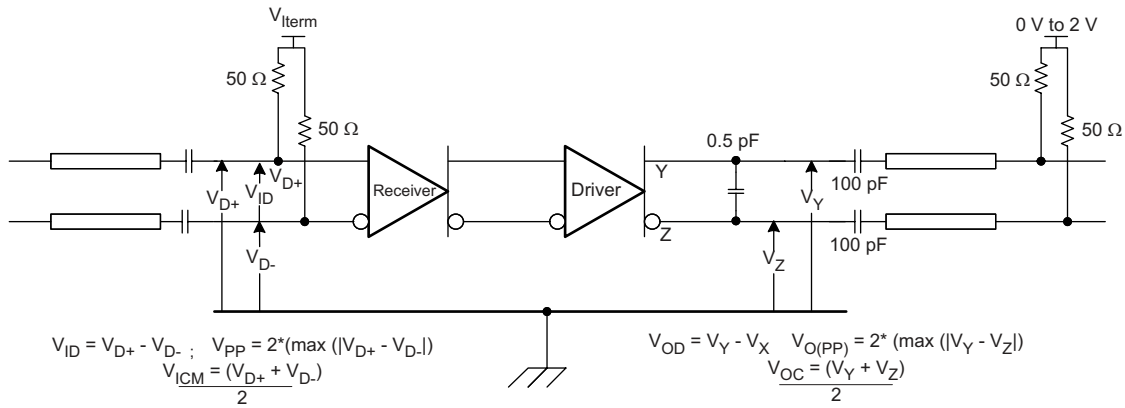 V_Iterm
0 V to 2 V
50 Ω
50 Ω
50 Ω
50 Ω
0.5 pF
V_D+
Receiver
Driver
Y
Z
V_D+
V_ID
V_D-
V_Y
V_Z
100 pF
100 pF
V_ID = V_D+ - V_D- ; V_PP = 2*(max (|V_D+ - V_D-|)
V_ICM = (V_D+ + V_D-)
2
V_OD = V_Y - V_X V_O(PP) = 2* (max (|V_Y - V_Z|)
V_OC = (V_Y + V_Z)
2